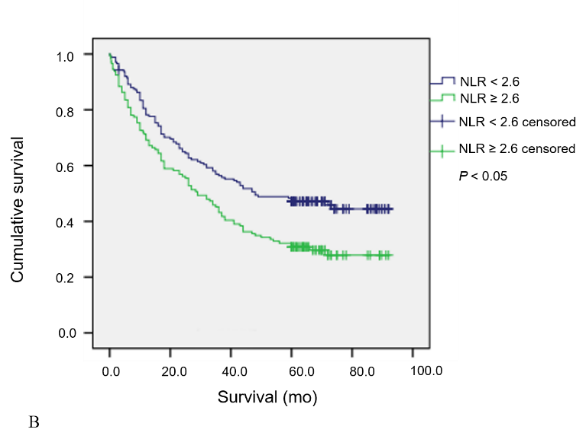 1.0
0.8
0.6
0.4
0.2
0.0
Cumulative survival
0.0 20.0 40.0 60.0 80.0 100.0
Survival (mo)
NLR < 2.6
NLR ≥ 2.6
NLR < 2.6 censored
NLR ≥ 2.6 censored
P < 0.05
B